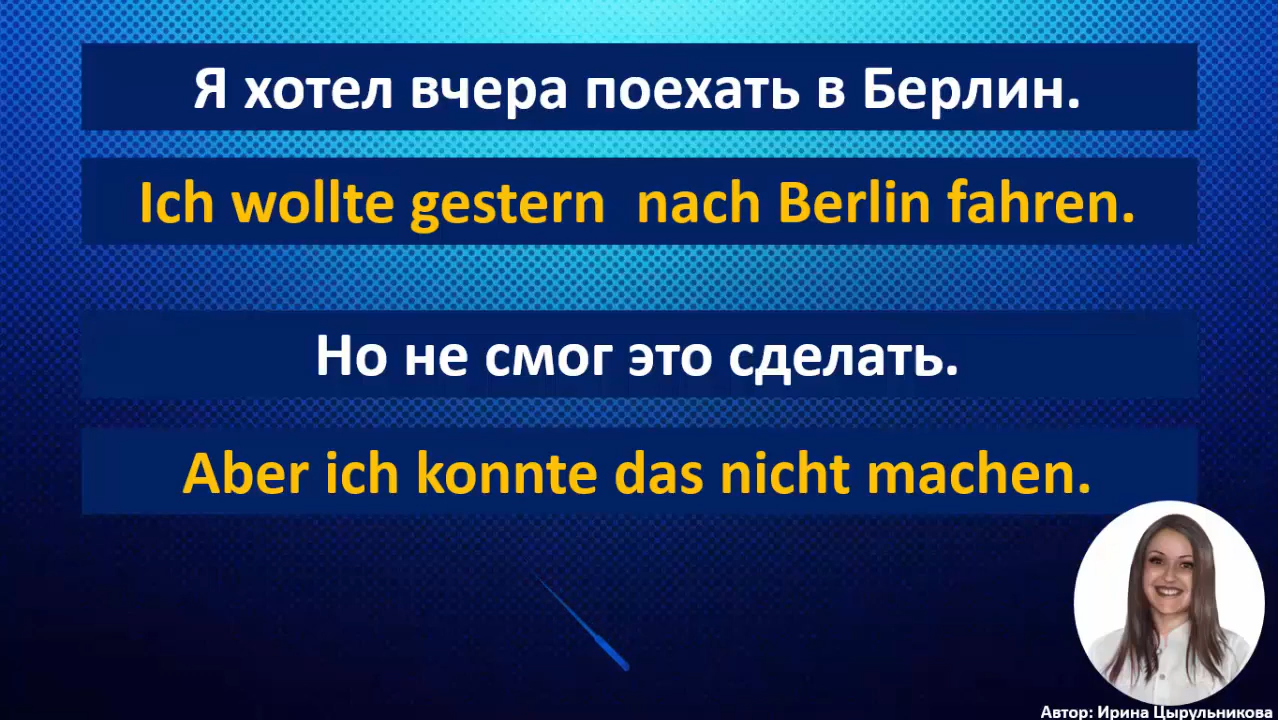 Я хотел вчера поехать в Берлин.
Ich wollte gestern nach Berlin fahren.
Но не смог это сделать.
Aber ich konnte das nicht machen.
Автор: Ирина Цырульникова